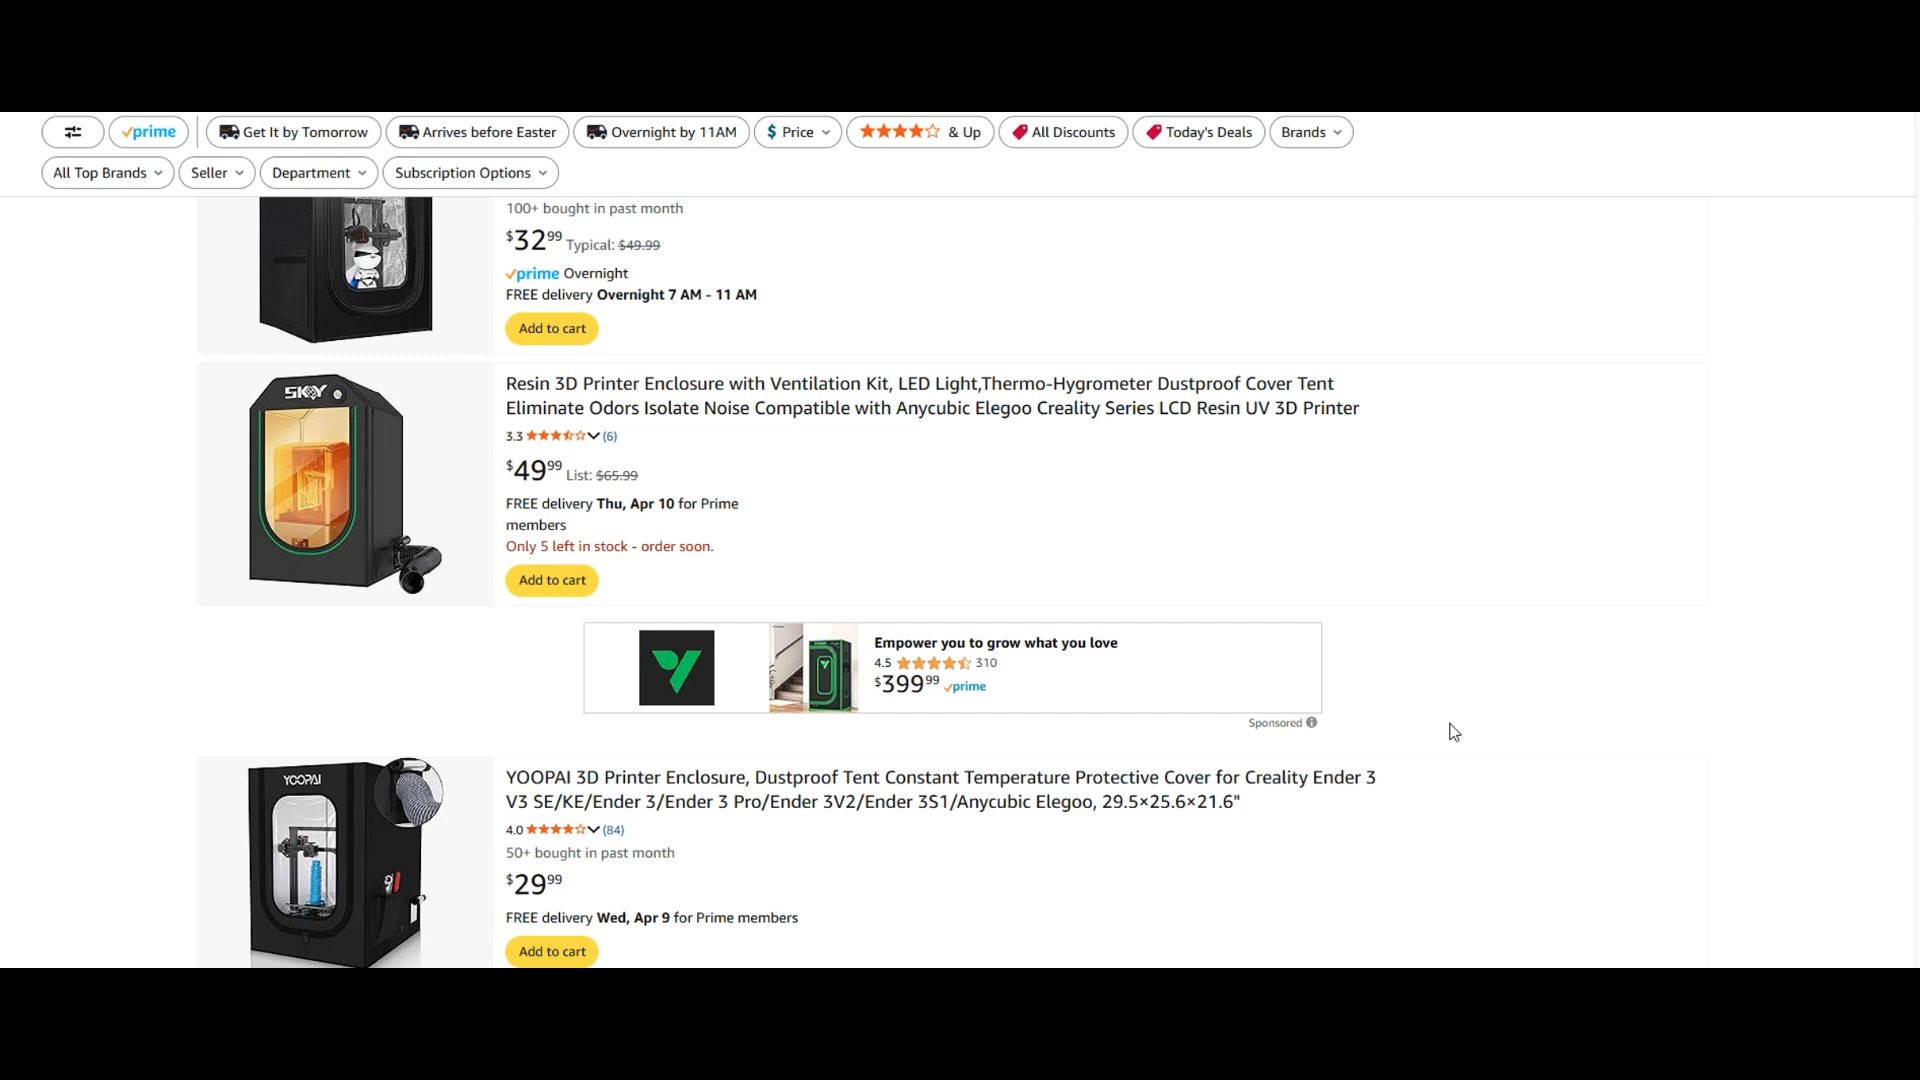 prime
Get It by Tomorrow
Arrives before Easter
Overnight by 11AM
$ Price
& Up
All Discounts
Today's Deals
Brands
All Top Brands
Seller
Department
Subscription Options
100+ bought in past month
$32.99 Typical: $49.99
prime Overnight
FREE delivery Overnight 7 AM - 11 AM
Add to cart
SKY
Resin 3D Printer Enclosure with Ventilation Kit, LED Light,Thermo-Hygrometer Dustproof Cover Tent
Eliminate Odors Isolate Noise Compatible with Anycubic Elegoo Creality Series LCD Resin UV 3D Printer
3.3 (6)
$49.99 List: $65.99
FREE delivery Thu, Apr 10 for Prime
members
Only 5 left in stock - order soon.
Add to cart
Empower you to grow what you love
4.5 310
$399.99 prime
Sponsored
YOOPAI
YOOPAI 3D Printer Enclosure, Dustproof Tent Constant Temperature Protective Cover for Creality Ender 3
V3 SE/KE/Ender 3/Ender 3 Pro/Ender 3V2/Ender 3S1/Anycubic Elegoo, 29.5×25.6×21.6"
4.0 (84)
50+ bought in past month
$29.99
FREE delivery Wed, Apr 9 for Prime members
Add to cart